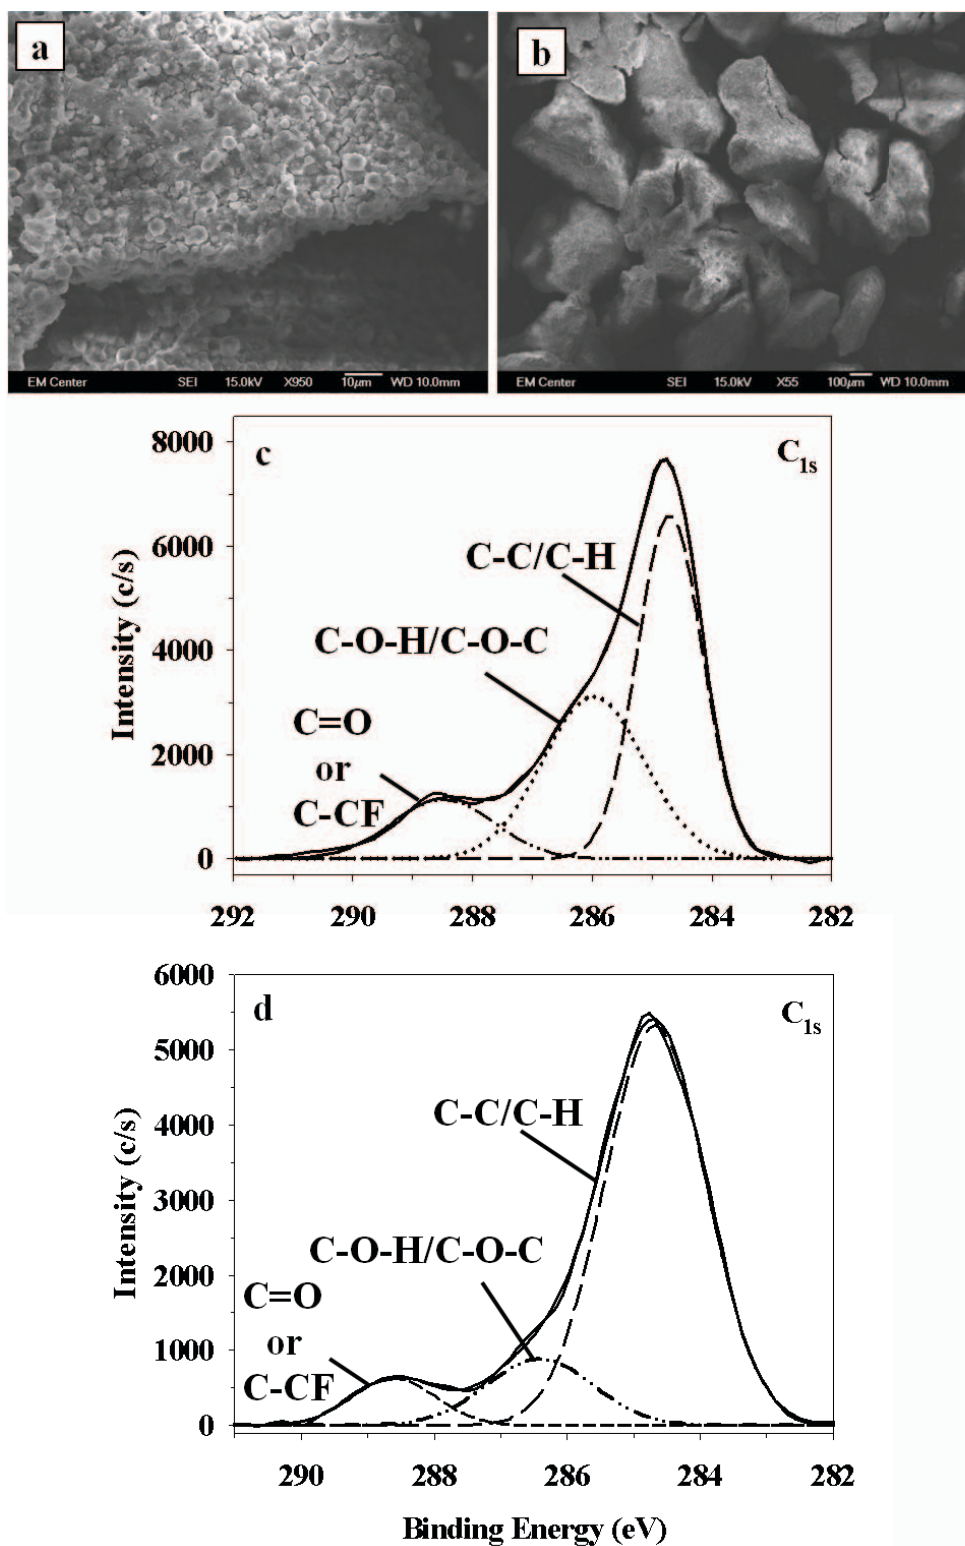 a
b
EM Center SEI 15.0kV X950 10μm WD 10.0mm
EM Center SEI 15.0kV X55 100μm WD 10.0mm
c
C1s
8000
6000
4000
2000
0
Intensity (c/s)
C-C/C-H
C-O-H/C-O-C
C=O
or
C-CF
292 290 288 286 284 282
d
C1s
6000
5000
4000
3000
2000
1000
0
Intensity (c/s)
C-C/C-H
C-O-H/C-O-C
C=O
or
C-CF
290 288 286 284 282
Binding Energy (eV)